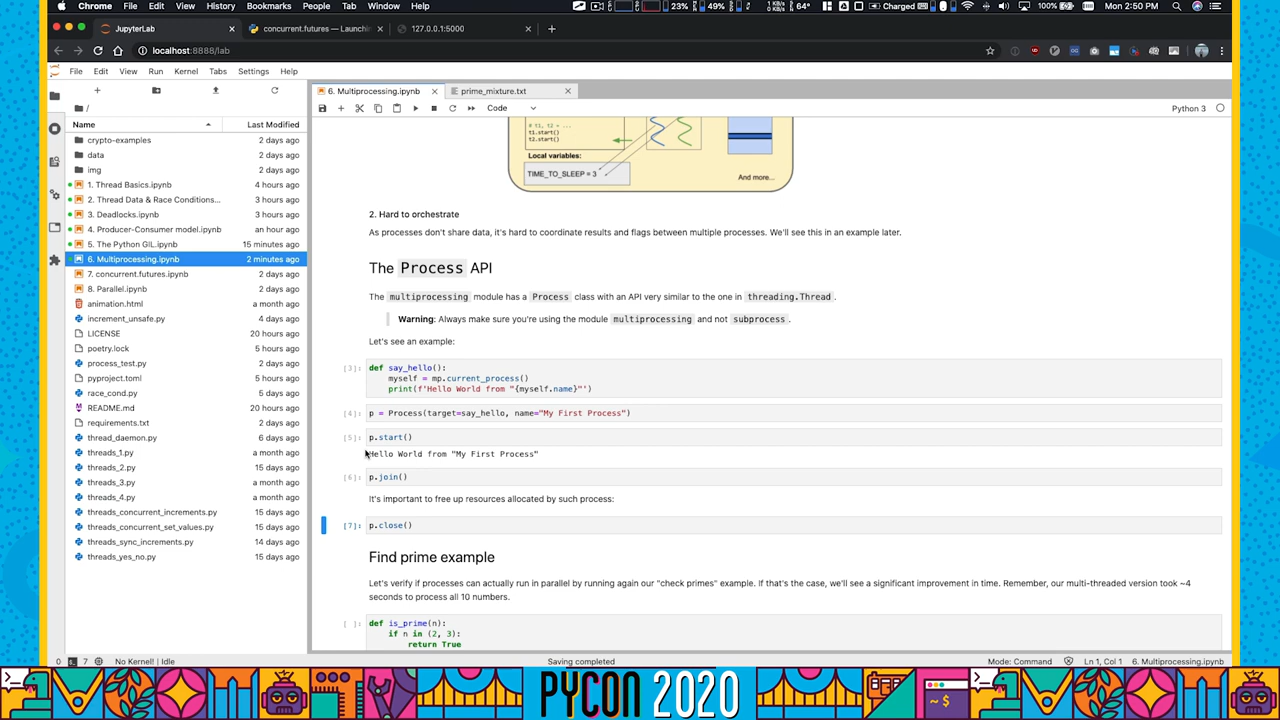 Chrome File Edit View History Bookmarks People Tab Window Help 23% 49% 64° Charged 100% Mon 2:50 PM
JupyterLab concurrent.futures — Launchi 127.0.0.1:5000
localhost:8888/lab
File Edit View Run Kernel Tabs Settings Help
6. Multiprocessing.ipynb prime_mixture.txt
Code Python 3
/
Name Last Modified
crypto-examples 2 days ago
data 2 days ago
img 2 days ago
1. Thread Basics.ipynb 4 hours ago
2. Thread Data & Race Conditions... 3 hours ago
3. Deadlocks.ipynb 3 hours ago
4. Producer-Consumer model.ipynb an hour ago
5. The Python GIL.ipynb 15 minutes ago
6. Multiprocessing.ipynb 2 minutes ago
7. concurrent.futures.ipynb 2 days ago
8. Parallel.ipynb 2 days ago
animation.html a month ago
increment_unsafe.py 4 days ago
LICENSE 20 hours ago
poetry.lock 5 hours ago
process_test.py 2 days ago
pyproject.toml 5 hours ago
race_cond.py 2 days ago
README.md 20 hours ago
requirements.txt 2 days ago
thread_daemon.py 6 days ago
threads_1.py a month ago
threads_2.py 15 days ago
threads_3.py a month ago
threads_4.py a month ago
threads_concurrent.py 15 days ago
threads_concurrent_set_values.py 15 days ago
threads_sync_increments.py 14 days ago
threads_yes_no.py 15 days ago
# t1, t2 = ...
t1.start()
t2.start()
Local variables:
TIME_TO_SLEEP = 3
And more...
2. Hard to orchestrate
As processes don't share data, it's hard to coordinate results and flags between multiple processes. We'll see this in an example later.
The Process API
The multiprocessing module has a Process class with an API very similar to the one in threading.Thread.
Warning: Always make sure you're using the module multiprocessing and not subprocess.
Let's see an example:
[3]: def say_hello():
myself = mp.current_process()
print(f'Hello World from "{myself.name}"')
[4]: p = Process(target=say_hello, name="My First Process")
[5]: p.start()
Hello World from "My First Process"
[6]: p.join()
It's important to free up resources allocated by such process:
[7]: p.close()
Find prime example
Let's verify if processes can actually run in parallel by running again our "check primes" example. If that's the case, we'll see a significant improvement in time. Remember, our multi-threaded version took ~4
seconds to process all 10 numbers.
[ ]: def is_prime(n):
if n in (2, 3):
return True
0 7 No Kernel! | Idle Saving completed Mode: Command Ln 1, Col 1 6. Multiprocessing.ipynb
PYCON 2020
~ $